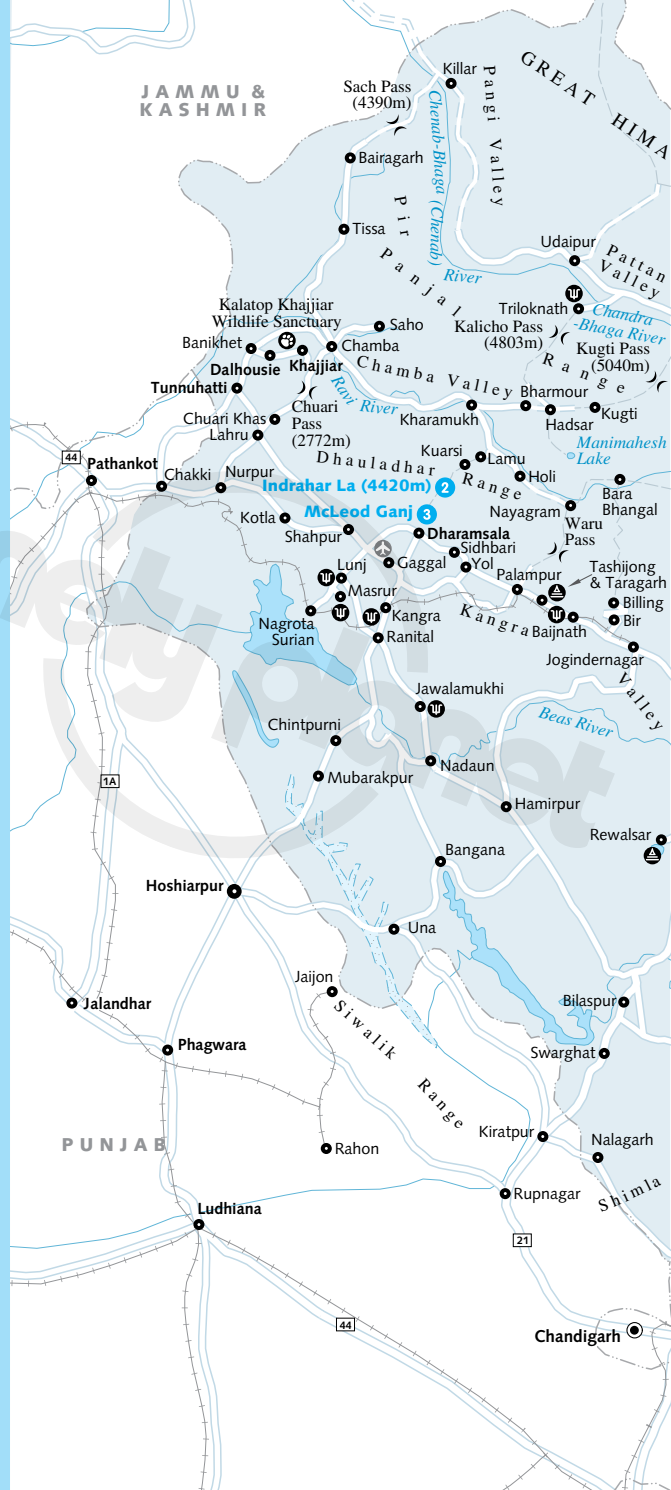 JAMMU &
KASHMIR
GREAT HIMA
Killar
Sach Pass
(4390m)
Pangi Valley
Chenab-Bhaga (Chenab)
River
Bairagarh
Pir
Panjal
Range
Tissa
Udaipur
Pattan
Valley
Triloknath
Chandra
-Bhaga River
Kalicho Pass
(4803m)
Kugti Pass
(5040m)
Kalatop Khajjiar
Wildlife Sanctuary
Saho
Banikhet
Chamba
Dalhousie
Khajjiar
Tunnuhatti
Chamba Valley
Ravi River
Bharmour
Chuari Khas
Chuari
Pass
(2772m)
Kharamukh
Hadsar
Kugti
Lahru
Manimahesh
Lake
44
Pathankot
Chakki
Nurpur
Dhauladhar
Range
Kuarsi
Lamu
Holi
Indrahar La (4420m) 2
Bara
Bhangal
McLeod Ganj 3
Nayagram
Waru
Pass
Kotla
Shahpur
Dharamsala
Sidhbari
Gaggal
Yol
Tashijong
& Taragarh
Lunj
Palampur
Masrur
Billing
Kangra
Kangra
Valley
Baijnath
Bir
Nagrota
Surian
Ranital
Jogindernagar
lonely planet
Jawalamukhi
Beas River
Chintpurni
Nadaun
Mubarakpur
1A
Hamirpur
Rewalsar
Bangana
Hoshiarpur
Una
Jaijon
Jalandhar
Bilaspur
Siwalik
Range
Phagwara
Swarghat
PUNJAB
Kiratpur
Rahon
Nalagarh
Rupnagar
Shimla
Ludhiana
21
44
Chandigarh